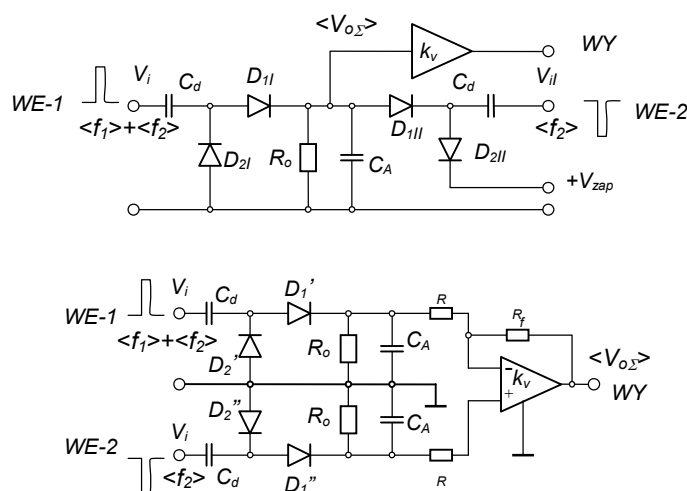 <V_oΣ>
k_v
WY
V_i
C_d
D_1I
C_d
V_iI
WE-1
WE-2
<f_1>+<f_2>
D_1II
<f_2>
D_2I
R_o
C_A
D_2II
+V_zap
V_i
C_d
D_1’
R
R_f
WE-1
<f_1>+<f_2>
C_A
<V_oΣ>
D_2’
R_o
-
k_v
WY
+
D_2”
R_o
C_A
V_i
WE-2
<f_2>
C_d
D_1”
R